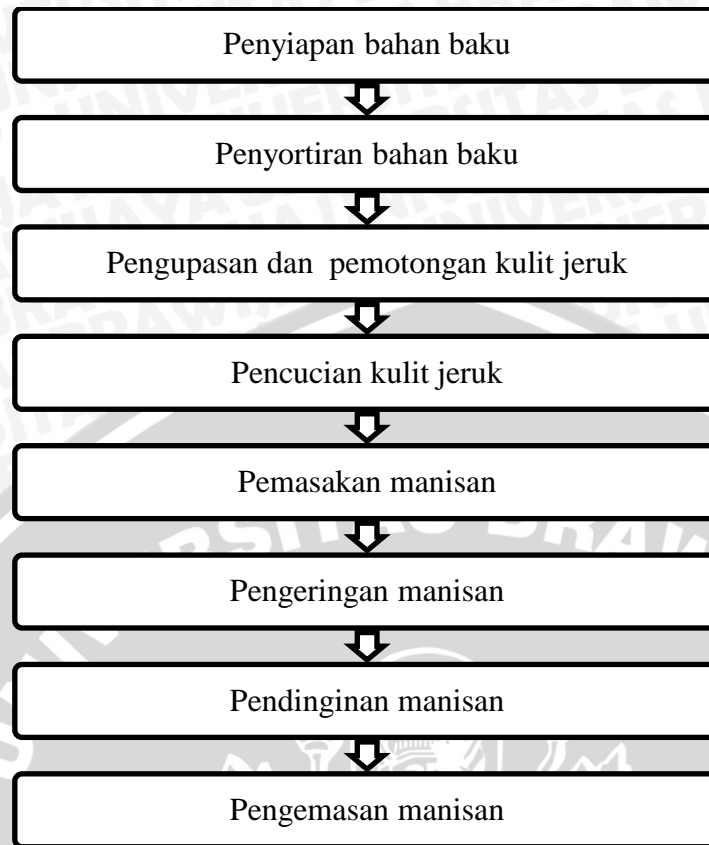 Penyiapan bahan baku
Penyortiran bahan baku
Pengupasan dan pemotongan kulit jeruk
Pencucian kulit jeruk
Pemasakan manisan
Pengeringan manisan
Pendinginan manisan
Pengemasan manisan